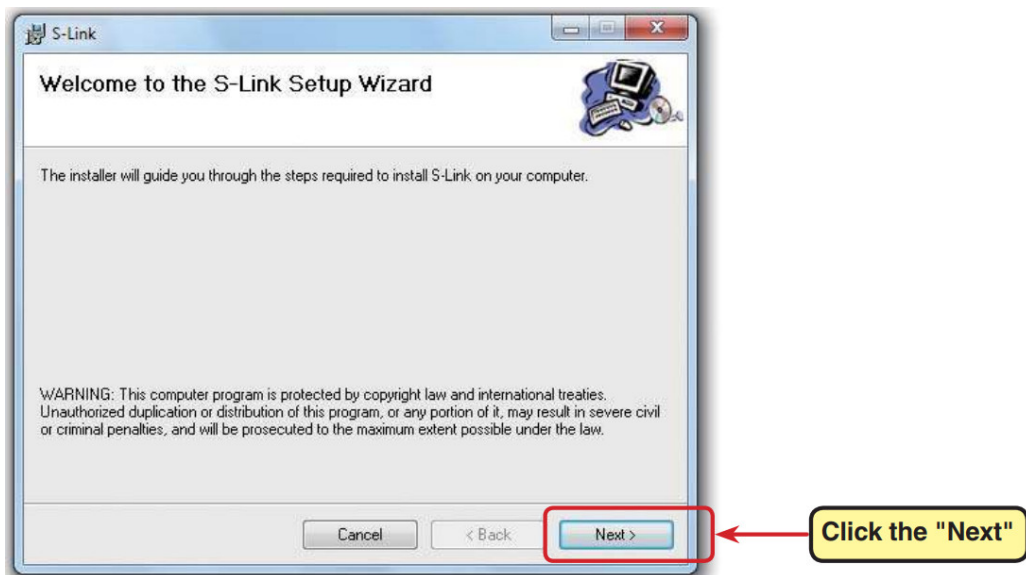 S-Link
Welcome to the S-Link Setup Wizard
The installer will guide you through the steps required to install S-Link on your computer.
WARNING: This computer program is protected by copyright law and international treaties.
Unauthorized duplication or distribution of this program, or any portion of it, may result in severe civil
or criminal penalties, and will be prosecuted to the maximum extent possible under the law.
Cancel
< Back
Next >
Click the "Next"